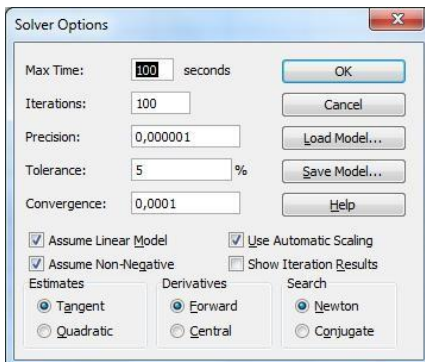 Solver Options
Max Time: 100 seconds OK
Iterations: 100 Cancel
Precision: 0,000001 Load Model...
Tolerance: 5 % Save Model...
Convergence: 0,0001 Help
Assume Linear Model Use Automatic Scaling
Assume Non-Negative Show Iteration Results
Estimates Derivatives Search
Tangent Forward Newton
Quadratic Central Conjugate